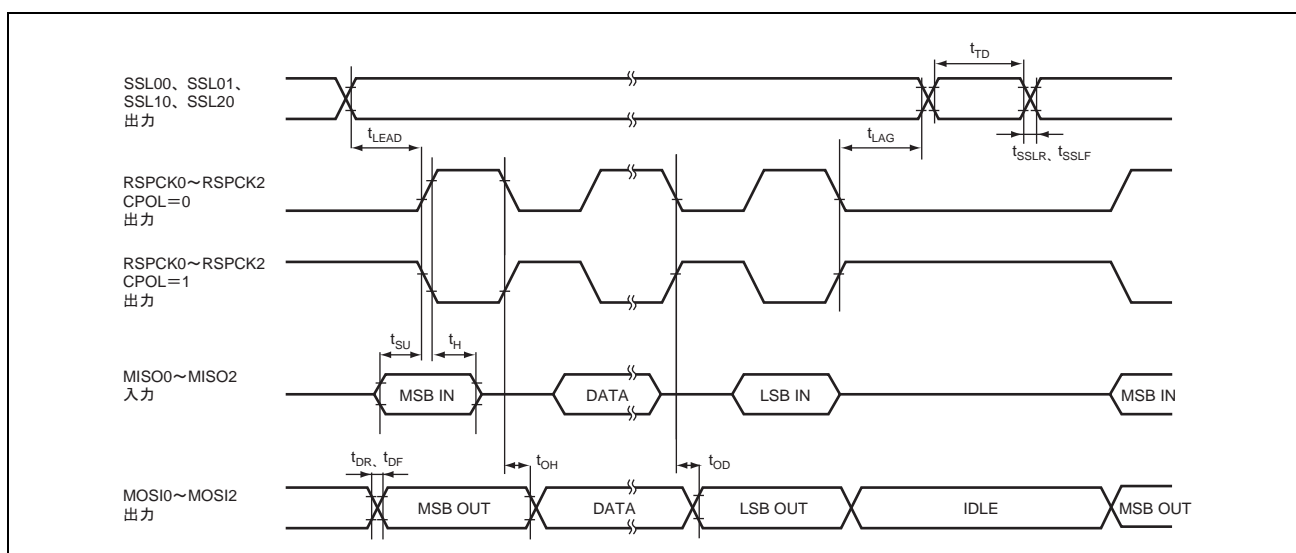 SSL00、SSL01、
SSL10、SSL20
出力
tTD
tLEAD
tLAG
tSSLR、tSSLF
RSPCK0～RSPCK2
CPOL＝0
出力
RSPCK0～RSPCK2
CPOL＝1
出力
tSU
tH
MISO0～MISO2
入力
MSB IN
DATA
LSB IN
MSB IN
tDR、tDF
tOH
tOD
MOSI0～MOSI2
出力
MSB OUT
DATA
LSB OUT
IDLE
MSB OUT